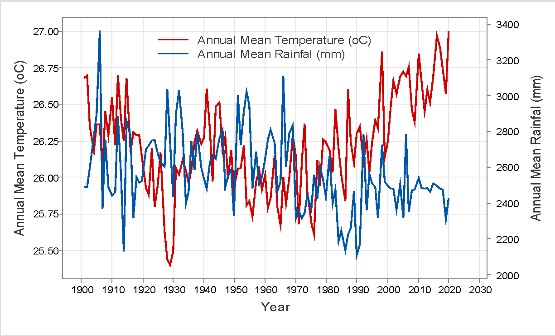 Annual Mean Temperature (oC)
Annual Mean Rainfal (mm)
Annual Mean Temperature (oC)
27.00
26.75
26.50
26.25
26.00
25.75
25.50
3400
3200
3000
2800
2600
2400
2200
2000
Annual Mean Rainfal (mm)
1900 1910 1920 1930 1940 1950 1960 1970 1980 1990 2000 2010 2020 2030
Year